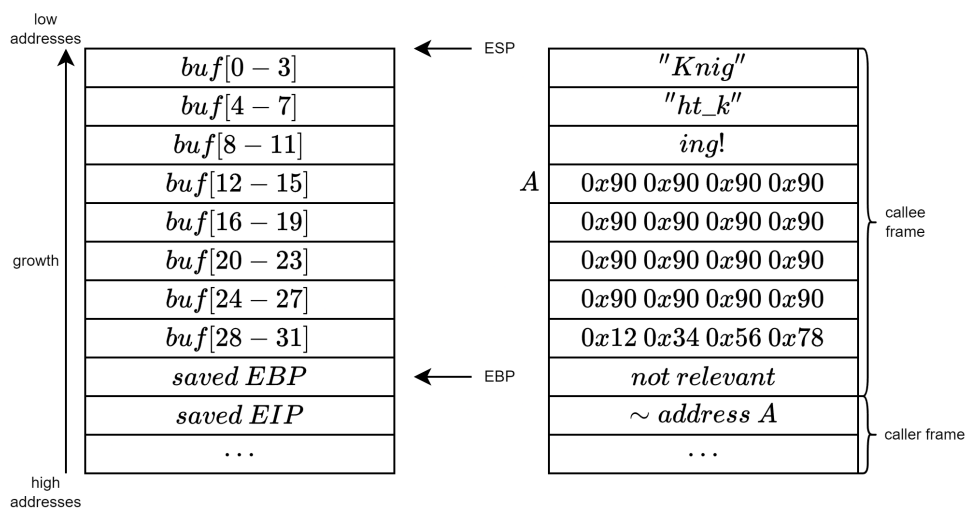 low
addresses
ESP
buf[0 − 3]
"Knig"
buf[4 − 7]
"ht_k"
buf[8 − 11]
ing!
buf[12 − 15]
A
0x90 0x90 0x90 0x90
buf[16 − 19]
0x90 0x90 0x90 0x90
callee
frame
growth
buf[20 − 23]
0x90 0x90 0x90 0x90
buf[24 − 27]
0x90 0x90 0x90 0x90
buf[28 − 31]
0x12 0x34 0x56 0x78
saved EBP
EBP
not relevant
saved EIP
∼ address A
caller frame
...
...
high
addresses